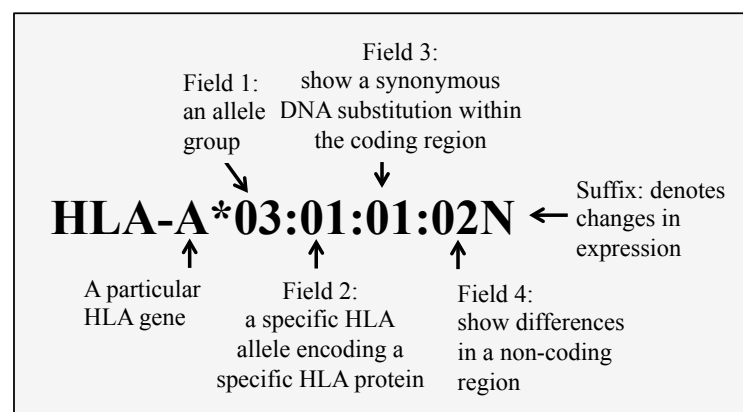 Field 1:
an allele
group
Field 3:
show a synonymous
DNA substitution within
the coding region
HLA-A*03:01:01:02N
Suffix: denotes
changes in
expression
A particular
HLA gene
Field 2:
a specific HLA
allele encoding a
specific HLA protein
Field 4:
show differences
in a non-coding
region